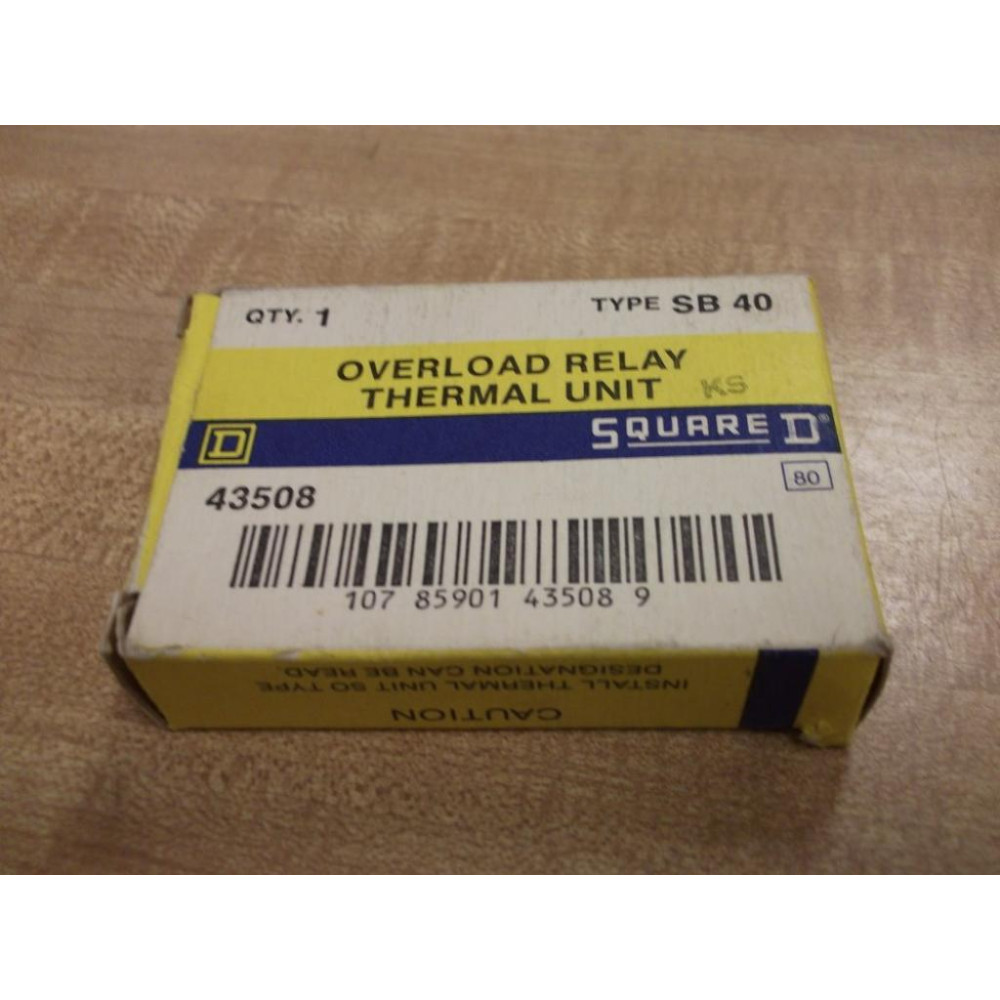 QTY. 1 TYPE SB 40
OVERLOAD RELAY
THERMAL UNIT KS
D SQUARE D®
80
43508
107 85901 43508 9
CAUTION
INSTALL THERMAL UNIT SO TYPE
DESIGNATION CAN BE READ.